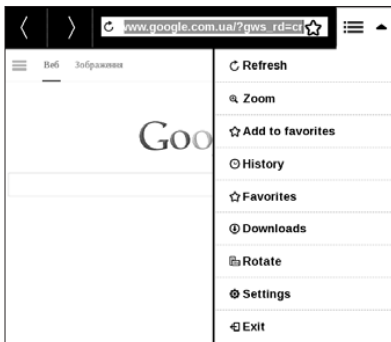 www.google.com.ua/?gws_rd=cr
Веб Зображення
Goo
Refresh
Zoom
Add to favorites
History
Favorites
Downloads
Rotate
Settings
Exit